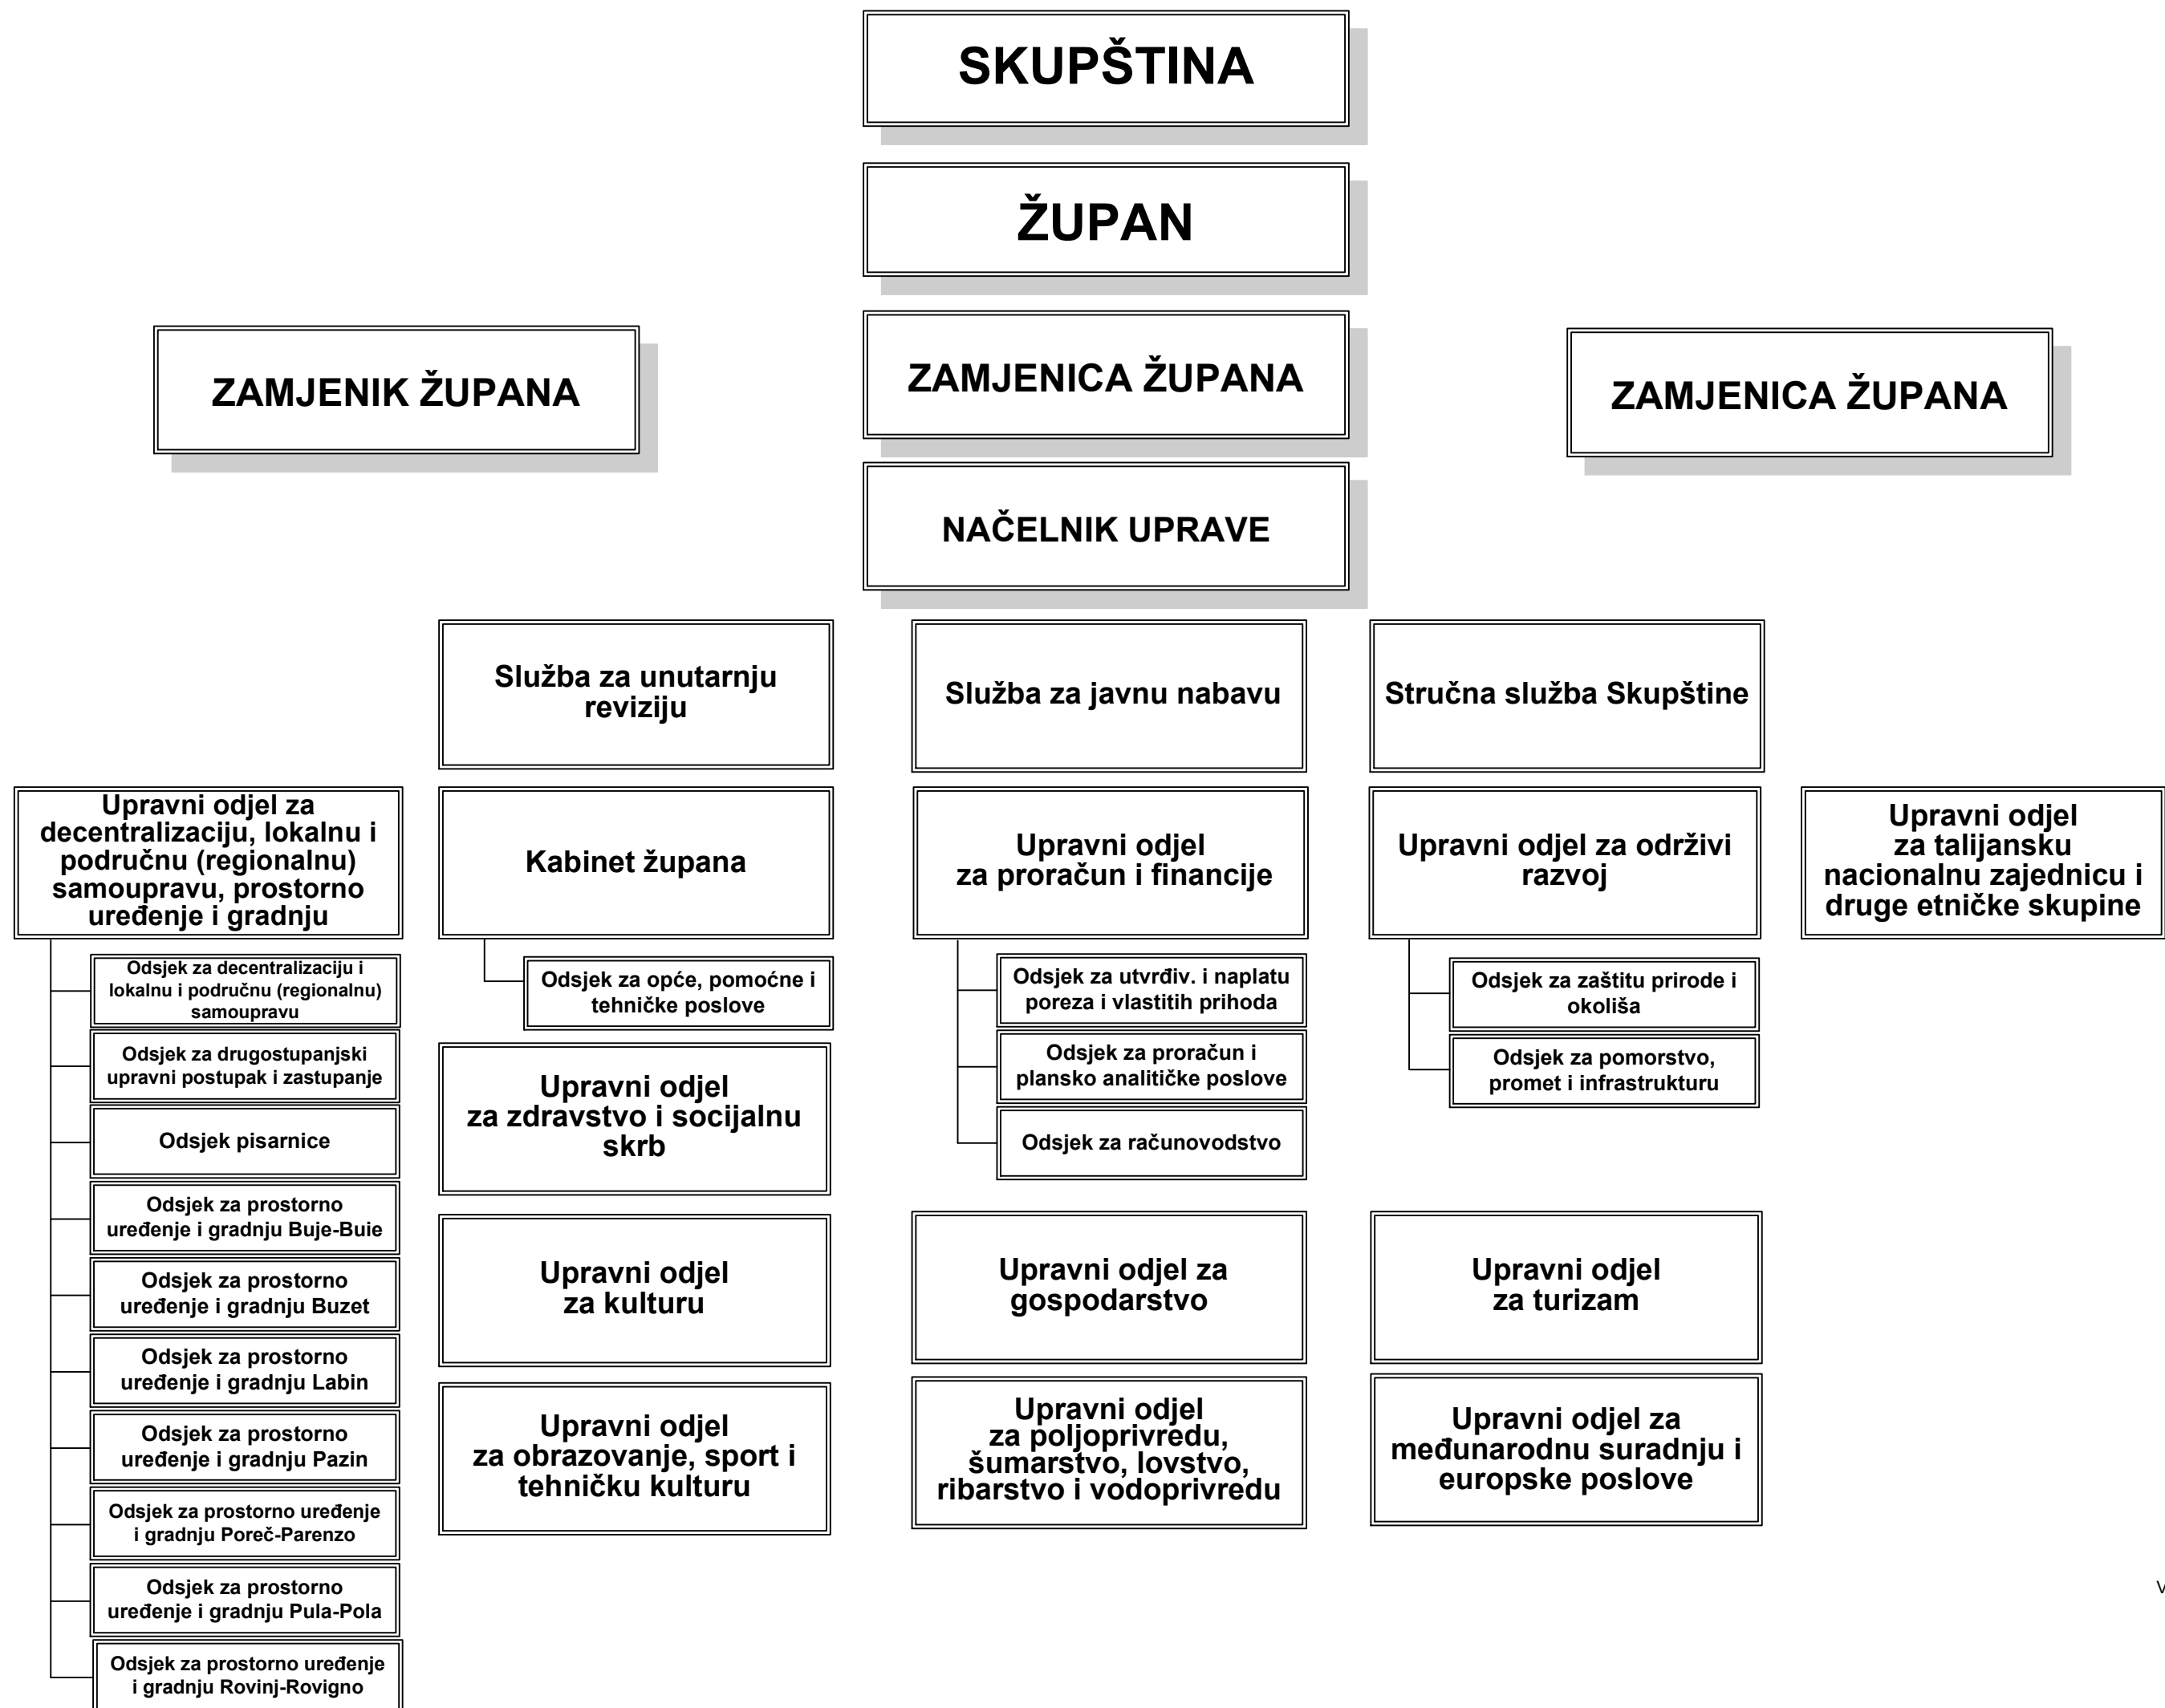 SKUPŠTINA
ŽUPAN
ZAMJENIK ŽUPANA
ZAMJENICA ŽUPANA
ZAMJENICA ŽUPANA
NAČELNIK UPRAVE
Služba za unutarnju
reviziju
Služba za javnu nabavu
Stručna služba Skupštine
Upravni odjel za
decentralizaciju, lokalnu i
područnu (regionalnu)
samoupravu, prostorno
uređenje i gradnju
Odsjek za decentralizaciju i
lokalnu i područnu (regionalnu)
samoupravu
Odsjek za drugostupanjski
upravni postupak i zastupanje
Odsjek pisarnice
Odsjek za prostorno
uređenje i gradnju Buje-Buie
Odsjek za prostorno
uređenje i gradnju Buzet
Odsjek za prostorno
uređenje i gradnju Labin
Odsjek za prostorno
uređenje i gradnju Pazin
Odsjek za prostorno uređenje
i gradnju Poreč-Parenzo
Odsjek za prostorno
uređenje i gradnju Pula-Pola
Odsjek za prostorno uređenje
i gradnju Rovinj-Rovigno
Kabinet župana
Odsjek za opće, pomoćne i
tehničke poslove
Upravni odjel
za zdravstvo i socijalnu
skrb
Upravni odjel
za kulturu
Upravni odjel
za obrazovanje, sport i
tehničku kulturu
Upravni odjel
za proračun i financije
Odsjek za utvrđiv. i naplatu
poreza i vlastitih prihoda
Odsjek za proračun i
plansko analitičke poslove
Odsjek za računovodstvo
Upravni odjel za
gospodarstvo
Upravni odjel
za poljoprivredu,
šumarstvo, lovstvo,
ribarstvo i vodoprivredu
Upravni odjel za održivi
razvoj
Odsjek za zaštitu prirode i
okoliša
Odsjek za pomorstvo,
promet i infrastrukturu
Upravni odjel
za turizam
Upravni odjel za
međunarodnu suradnju i
europske poslove
Upravni odjel
za talijansku
nacionalnu zajednicu i
druge etničke skupine